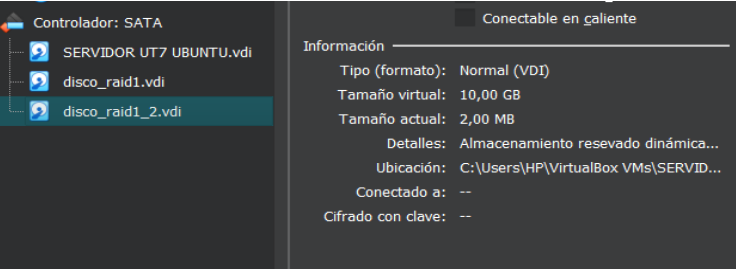 Controlador: SATA
SERVIDOR UT7 UBUNTU.vdi
disco_raid1.vdi
disco_raid1_2.vdi
Conectable en caliente
Información
Tipo (formato): Normal (VDI)
Tamaño virtual: 10,00 GB
Tamaño actual: 2,00 MB
Detalles: Almacenamiento resevado dinámica...
Ubicación: C:\Users\HP\VirtualBox VMs\SERVID...
Conectado a: --
Cifrado con clave: --